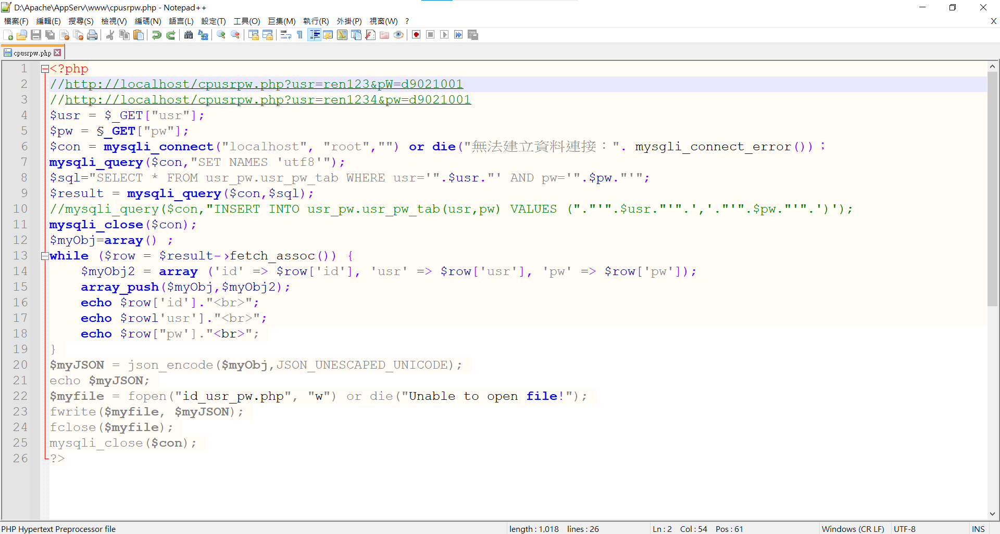 D:\Apache\AppServ\www\cpusrpw.php - Notepad++
檔案(F) 編輯(E) 搜尋(S) 檢視(V) 編碼(N) 語言(L) 設定(T) 工具(O) 巨集(M) 執行(R) 外掛(P) 視窗(W) ? X
cpusrpw.php
1 <?php
2 //http://localhost/cpusrpw.php?usr=ren123&pW=d9021001
3 //http://localhost/cpusrpw.php?usr=ren1234&pw=d9021001
4 $usr = $_GET["usr"];
5 $pw = §_GET["pw"];
6 $con = mysqli_connect("localhost", "root","") or die("無法建立資料連接：". mysgli_connect_error())；
7 mysqli_query($con,"SET NAMES 'utf8'");
8 $sql="SELECT * FROM usr_pw.usr_pw_tab WHERE usr='".$usr."' AND pw='".$pw."'";
9 $result = mysqli_query($con,$sql);
10 //mysqli_query($con,"INSERT INTO usr_pw.usr_pw_tab(usr,pw) VALUES ("."'".$usr."'".','."'".$pw."'".')');
11 mysqli_close($con);
12 $myObj=array() ;
13 while ($row = $result->fetch_assoc()) {
14     $myObj2 = array ('id' => $row['id'], 'usr' => $row['usr'], 'pw' => $row['pw']);
15     array_push($myObj,$myObj2);
16     echo $row['id']."<br>";
17     echo $rowl'usr']."<br>";
18     echo $row["pw']."<br>";
19 }
20 $myJSON = json_encode($myObj,JSON_UNESCAPED_UNICODE);
21 echo $myJSON;
22 $myfile = fopen("id_usr_pw.php", "w") or die("Unable to open file!");
23 fwrite($myfile, $myJSON);
24 fclose($myfile);
25 mysqli_close($con);
26 ?>
PHP Hypertext Preprocessor file length : 1,018 lines : 26 Ln : 2 Col : 54 Pos : 61 Windows (CR LF) UTF-8 INS